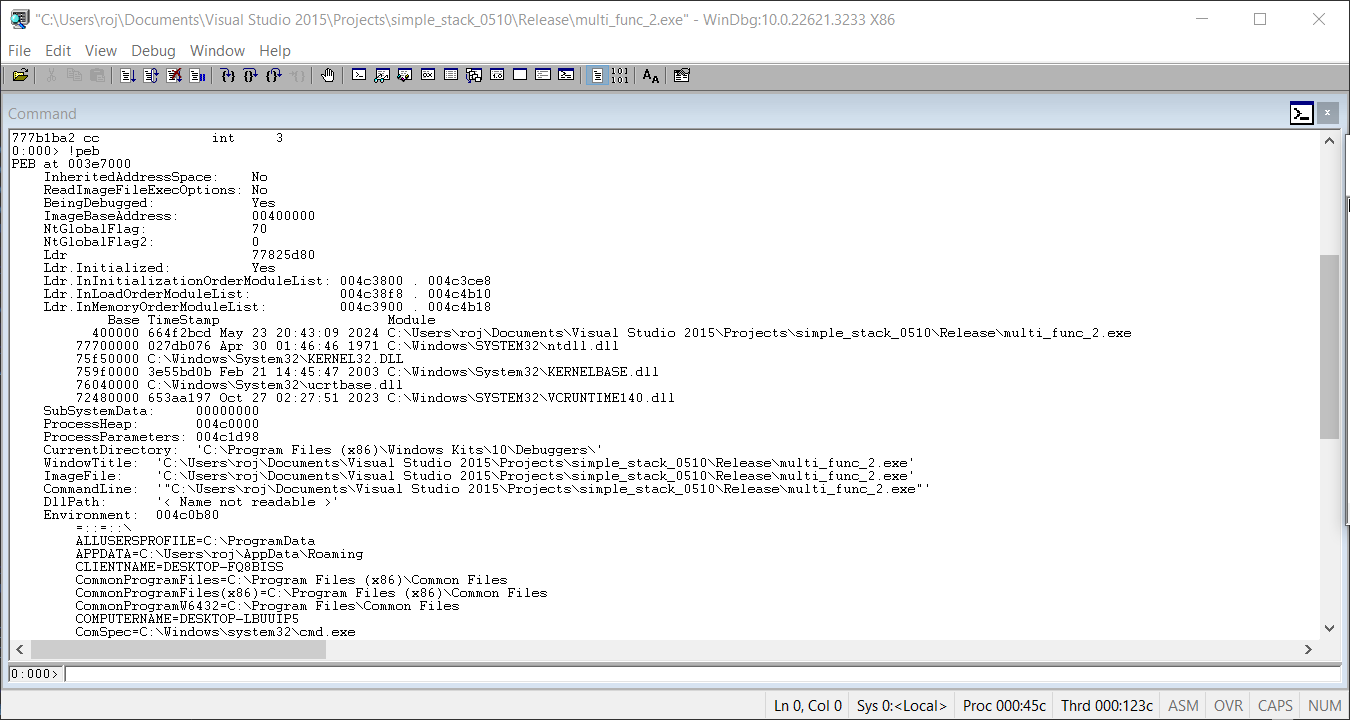 "C:\Users\roj\Documents\Visual Studio 2015\Projects\simple_stack_0510\Release\multi_func_2.exe" - WinDbg:10.0.22621.3233 X86
File Edit View Debug Window Help
Command
777b1ba2 cc              int     3
0:000> !peb
PEB at 003e7000
    InheritedAddressSpace:    No
    ReadImageFileExecOptions: No
    BeingDebugged:            Yes
    ImageBaseAddress:         00400000
    NtGlobalFlag:             70
    NtGlobalFlag2:            0
    Ldr                       77825d80
    Ldr.Initialized:          Yes
    Ldr.InInitializationOrderModuleList: 004c3800 . 004c3ce8
    Ldr.InLoadOrderModuleList:           004c38f8 . 004c4b10
    Ldr.InMemoryOrderModuleList:         004c3900 . 004c4b18
            Base TimeStamp                     Module
          400000 664f2bcd May 23 20:43:09 2024 C:\Users\roj\Documents\Visual Studio 2015\Projects\simple_stack_0510\Release\multi_func_2.exe
        77700000 027db076 Apr 30 01:46:46 1971 C:\Windows\SYSTEM32\ntdll.dll
        75f50000 C:\Windows\System32\KERNEL32.DLL
        759f0000 3e55bd0b Feb 21 14:45:47 2003 C:\Windows\System32\KERNELBASE.dll
        76040000 C:\Windows\System32\ucrtbase.dll
        72480000 653aa197 Oct 27 02:27:51 2023 C:\Windows\SYSTEM32\VCRUNTIME140.dll
    SubSystemData:     00000000
    ProcessHeap:       004c0000
    ProcessParameters: 004c1d98
    CurrentDirectory:  'C:\Program Files (x86)\Windows Kits\10\Debuggers\'
    WindowTitle:  'C:\Users\roj\Documents\Visual Studio 2015\Projects\simple_stack_0510\Release\multi_func_2.exe'
    ImageFile:    'C:\Users\roj\Documents\Visual Studio 2015\Projects\simple_stack_0510\Release\multi_func_2.exe'
    CommandLine:  '"C:\Users\roj\Documents\Visual Studio 2015\Projects\simple_stack_0510\Release\multi_func_2.exe"'
    DllPath:      '< Name not readable >'
    Environment:  004c0b80
        =::=::\
        ALLUSERSPROFILE=C:\ProgramData
        APPDATA=C:\Users\roj\AppData\Roaming
        CLIENTNAME=DESKTOP-FQ8BISS
        CommonProgramFiles=C:\Program Files (x86)\Common Files
        CommonProgramFiles(x86)=C:\Program Files (x86)\Common Files
        CommonProgramW6432=C:\Program Files\Common Files
        COMPUTERNAME=DESKTOP-LBUUIP5
        ComSpec=C:\Windows\system32\cmd.exe
0:000>
Ln 0, Col 0 Sys 0:<Local> Proc 000:45c Thrd 000:123c ASM OVR CAPS NUM